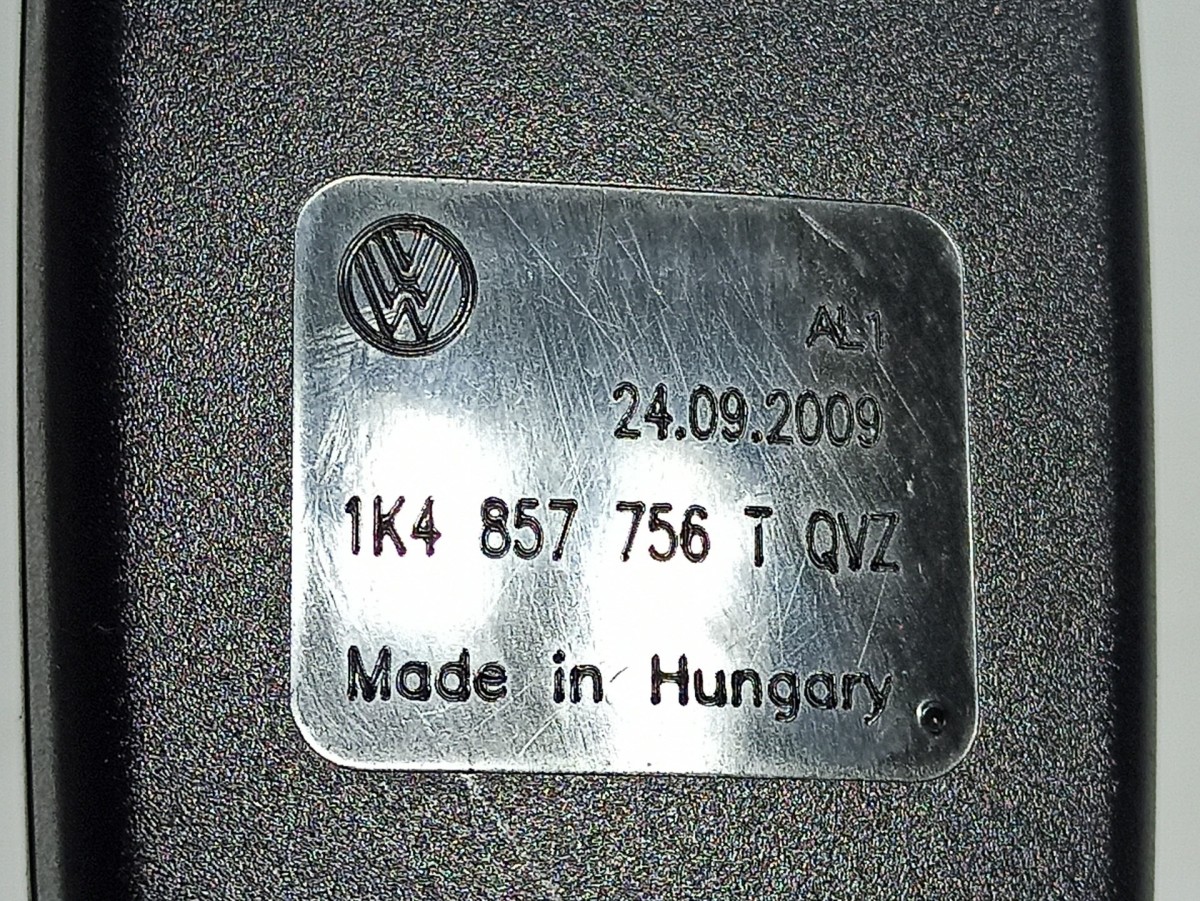 AL1
24.09.2009
1K4 857 756 T QVZ
Made in Hungary